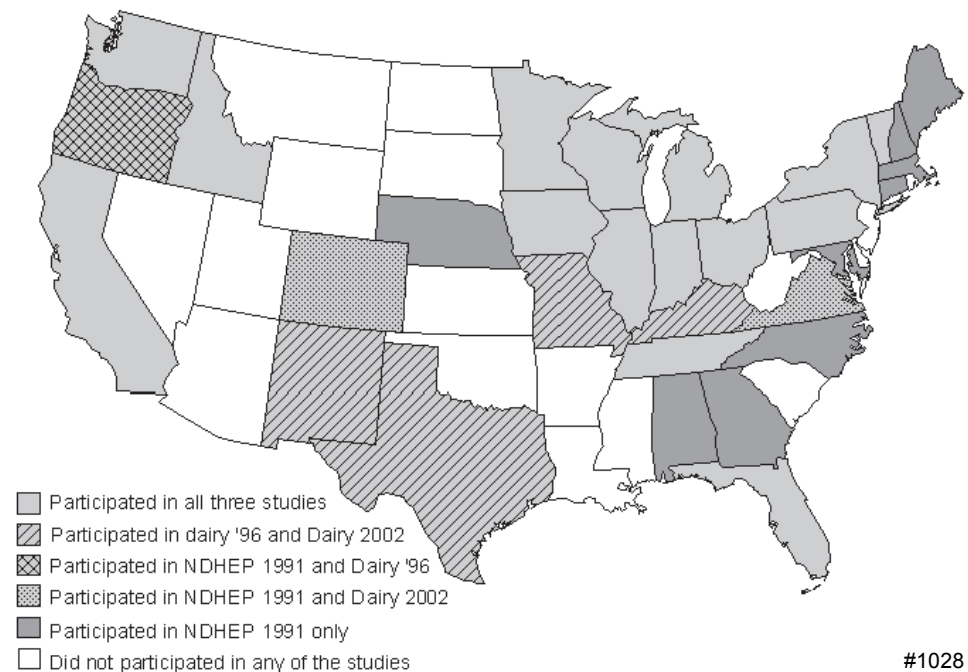 Participated in all three studies
Participated in dairy '96 and Dairy 2002
Participated in NDHEP 1991 and Dairy '96
Participated in NDHEP 1991 and Dairy 2002
Participated in NDHEP 1991 only
Did not participated in any of the studies
#1028